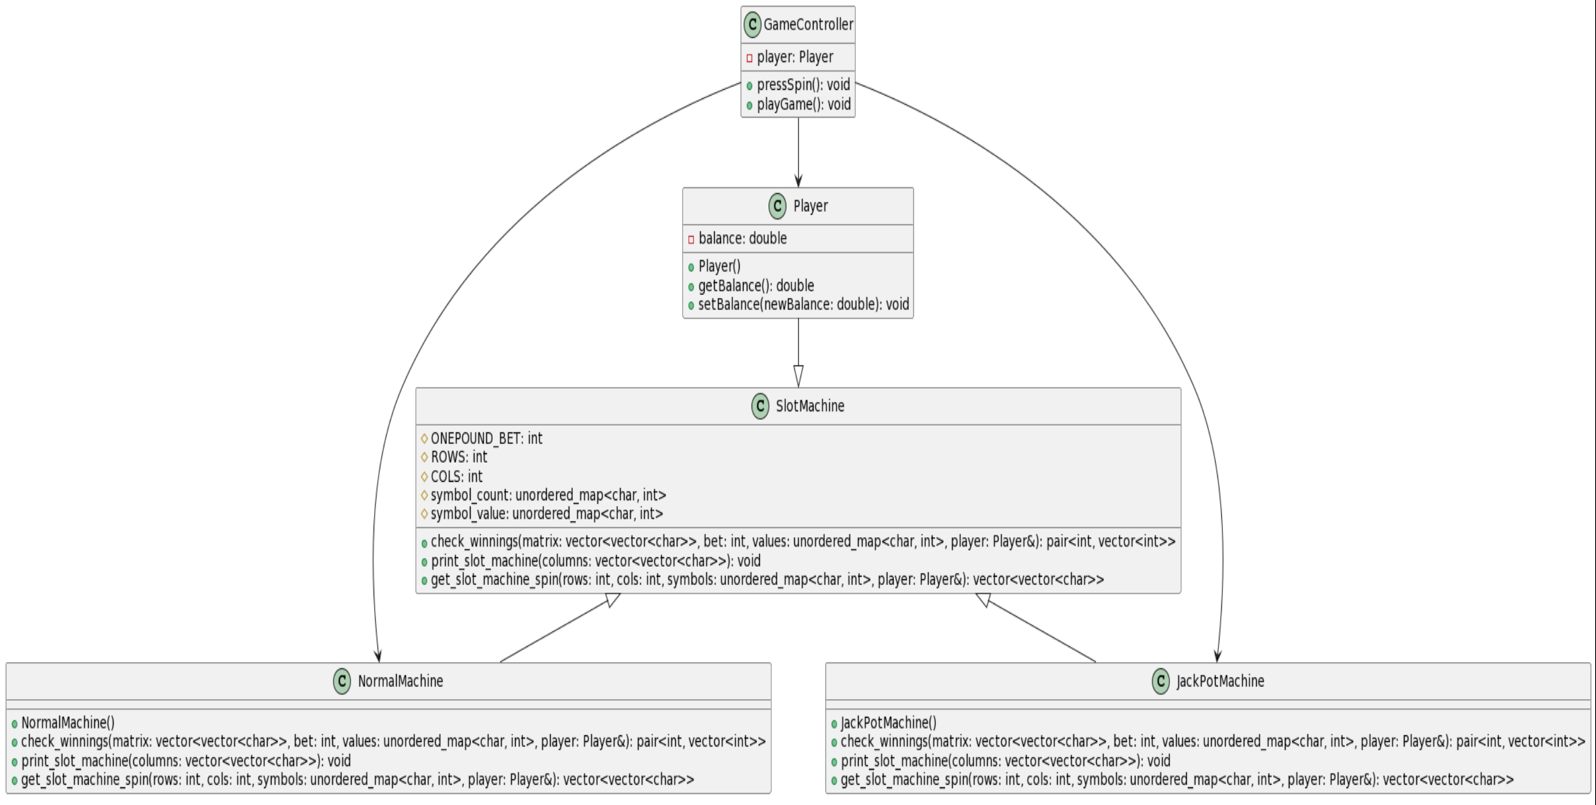 C GameController
player: Player
pressSpin(): void
playGame(): void
C Player
balance: double
Player()
getBalance(): double
setBalance(newBalance: double): void
C SlotMachine
ONEPOUND_BET: int
ROWS: int
COLS: int
symbol_count: unordered_map<char, int>
symbol_value: unordered_map<char, int>
check_winnings(matrix: vector<vector<char>>, bet: int, values: unordered_map<char, int>, player: Player&): pair<int, vector<int>>
print_slot_machine(columns: vector<vector<char>>): void
get_slot_machine_spin(rows: int, cols: int, symbols: unordered_map<char, int>, player: Player&): vector<vector<char>>
C NormalMachine
NormalMachine()
check_winnings(matrix: vector<vector<char>>, bet: int, values: unordered_map<char, int>, player: Player&): pair<int, vector<int>>
print_slot_machine(columns: vector<vector<char>>): void
get_slot_machine_spin(rows: int, cols: int, symbols: unordered_map<char, int>, player: Player&): vector<vector<char>>
C JackPotMachine
JackPotMachine()
check_winnings(matrix: vector<vector<char>>, bet: int, values: unordered_map<char, int>, player: Player&): pair<int, vector<int>>
print_slot_machine(columns: vector<vector<char>>): void
get_slot_machine_spin(rows: int, cols: int, symbols: unordered_map<char, int>, player: Player&): vector<vector<char>>